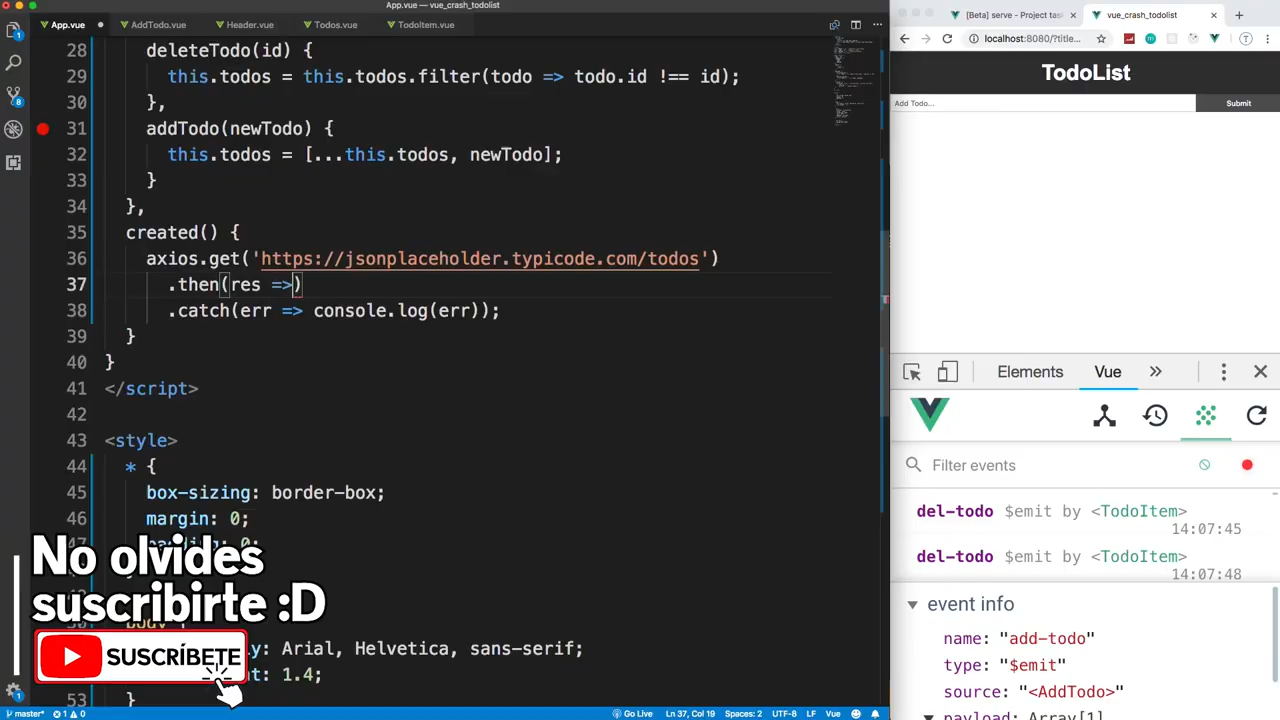 App.vue — vue_crash_todolist
App.vue
AddTodo.vue
Header.vue
Todos.vue
TodoItem.vue
28 deleteTodo(id) {
29 this.todos = this.todos.filter(todo => todo.id !== id);
30 },
31 addTodo(newTodo) {
32 this.todos = [...this.todos, newTodo];
33 }
34 },
35 created() {
36 axios.get('https://jsonplaceholder.typicode.com/todos')
37 .then(res =>)
38 .catch(err => console.log(err));
39 }
40 }
41 </script>
42
43 <style>
44 * {
45 box-sizing: border-box;
46 margin: 0;
No olvides
suscribirte :D
SUSCRÍBETE
Arial, Helvetica, sans-serif;
1.4;
53 }
master*
1 0
Go Live
Ln 37, Col 19
Spaces: 2
UTF-8
LF
Vue
[Beta] serve - Project task
vue_crash_todolist
localhost:8080/?title...
TodoList
Add Todo...
Submit
Elements
Vue
Filter events
del-todo $emit by <TodoItem>
14:07:45
del-todo $emit by <TodoItem>
14:07:48
event info
name: "add-todo"
type: "$emit"
source: "<AddTodo>"
payload: Array[1]